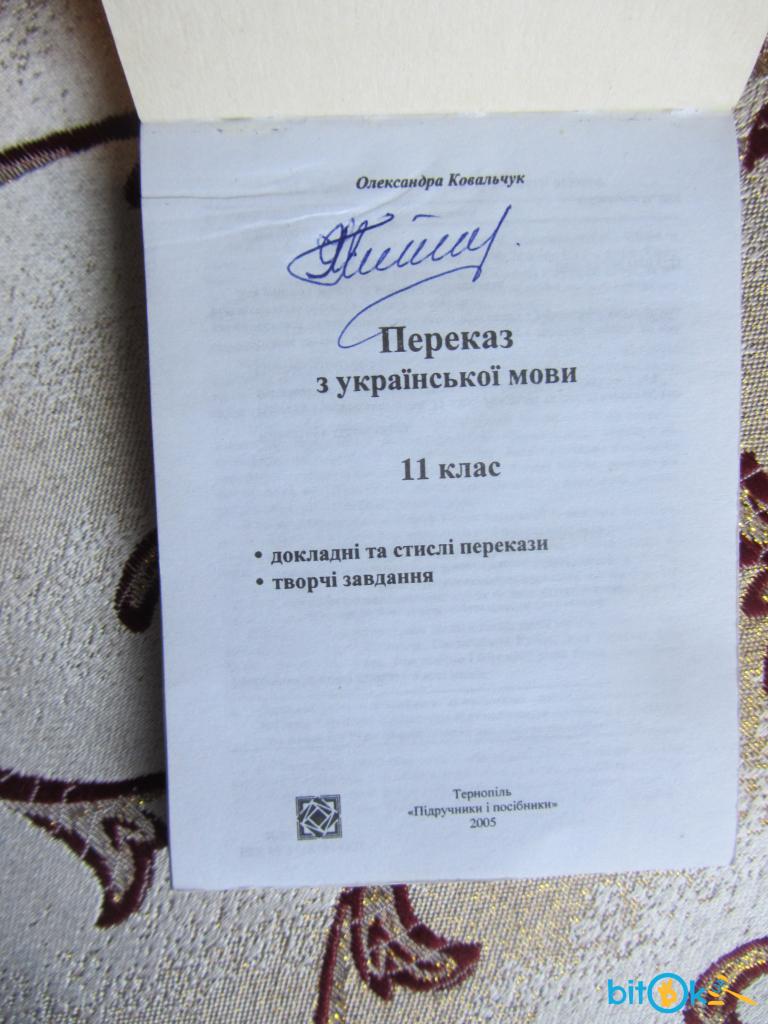 Олександра Ковальчук
Переказ
з української мови
11 клас
• докладні та стислі перекази
• творчі завдання
Тернопіль
«Підручники і посібники»
2005
bitOk